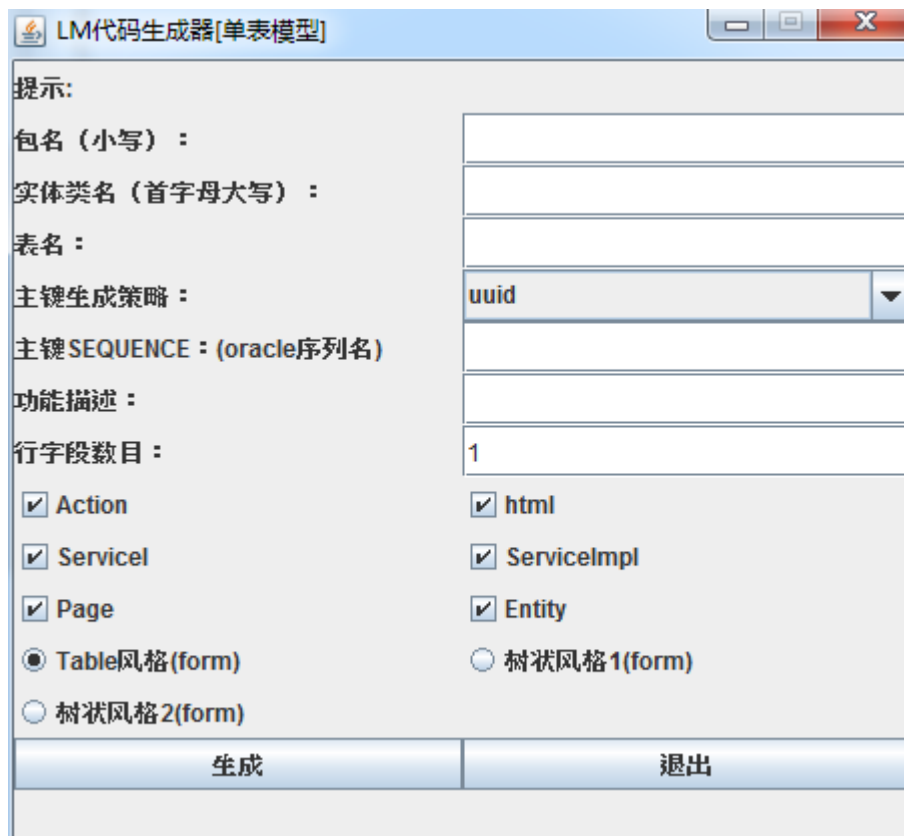 LM代码生成器[单表模型]
提示:
包名（小写）：
实体类名（首字母大写）：
表名：
主键生成策略： uuid
主键SEQUENCE：(oracle序列名)
功能描述：
行字段数目： 1
Action html
ServiceI ServiceImpl
Page Entity
Table风格(form) 树状风格1(form)
树状风格2(form)
生成 退出